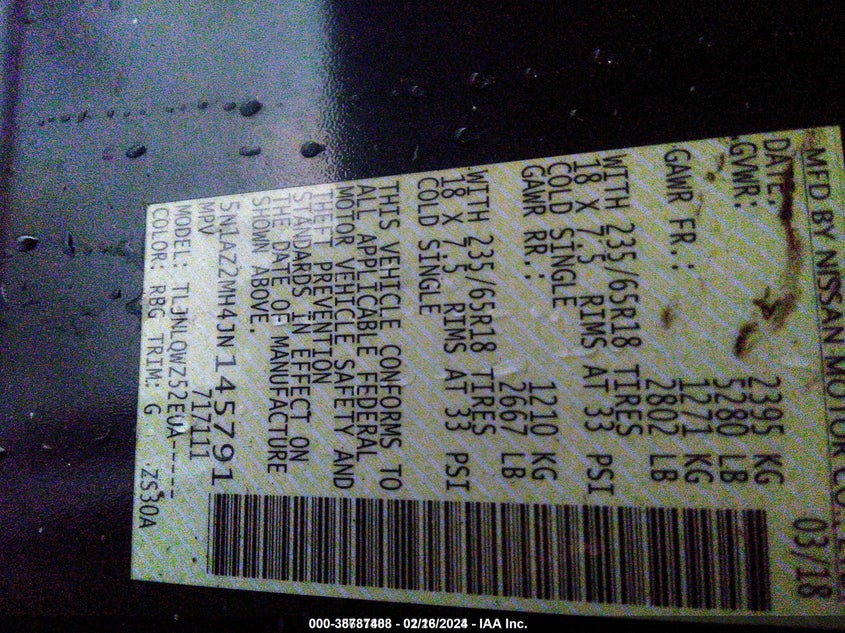 MFD BY NISSAN MOTOR CO., LTD.
DATE: 03/18
GVWR: 2395 KG
5280 LB
GAWR FR.: 1271 KG
2802 LB
WITH 235/65R18 TIRES
18 X 7.5 RIMS AT 33 PSI
COLD SINGLE
GAWR RR.: 1210 KG
2667 LB
WITH 235/65R18 TIRES
18 X 7.5 RIMS AT 33 PSI
COLD SINGLE
THIS VEHICLE CONFORMS TO
ALL APPLICABLE FEDERAL
MOTOR VEHICLE SAFETY AND
THEFT PREVENTION
STANDARDS IN EFFECT ON
THE DATE OF MANUFACTURE
SHOWN ABOVE.
5N1AZ2MH4JN145791
MPV 717111
MODEL: TLJNLQWZ52EUA-----
COLOR: RBG TRIM: G ZS30A
- IAA Inc.